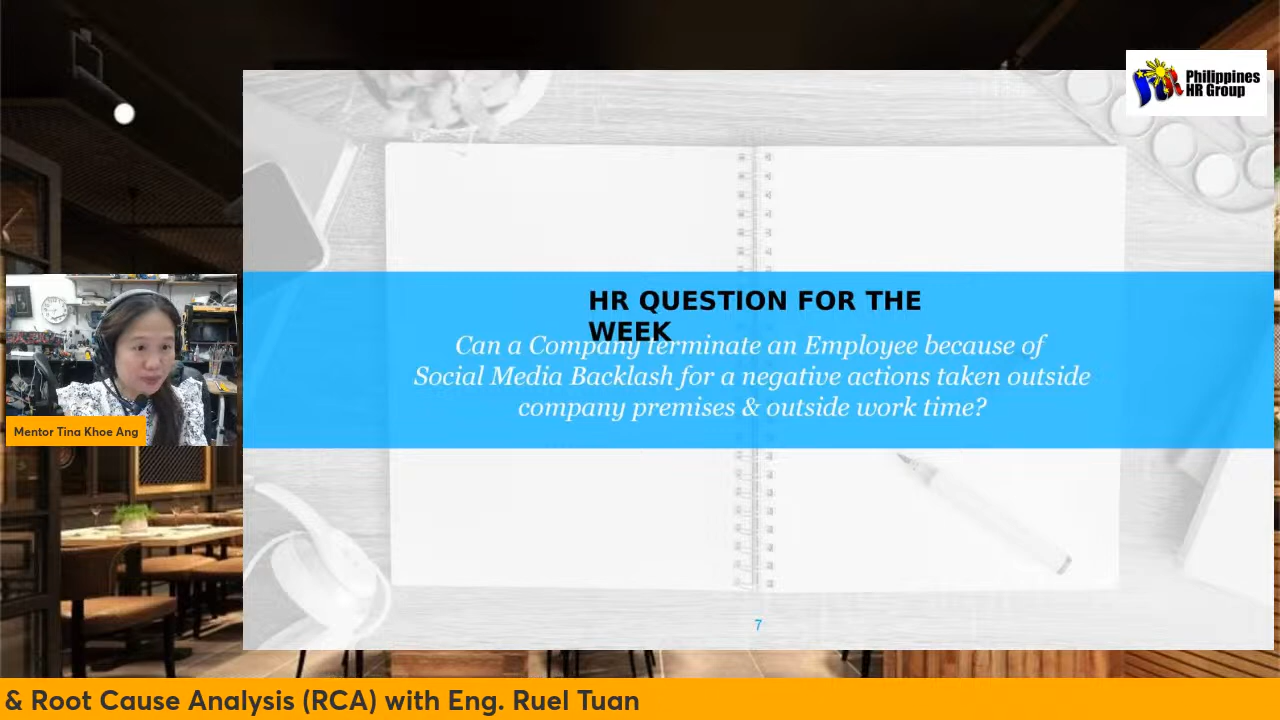 Philippines
HR Group
HR QUESTION FOR THE
WEEK
Can a Company terminate an Employee because of
Social Media Backlash for a negative actions taken outside
company premises & outside work time?
7
Mentor Tina Khoe Ang
& Root Cause Analysis (RCA) with Eng. Ruel Tuan